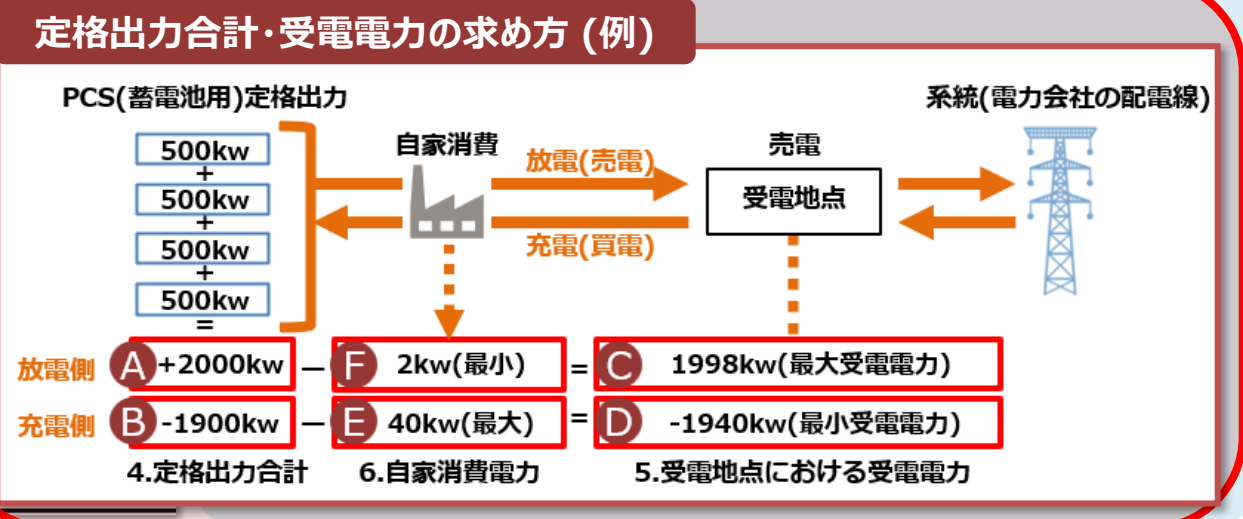 定格出力合計・受電電力の求め方 (例)
PCS(蓄電池用)定格出力
系統(電力会社の配電線)
500kw
+
500kw
+
500kw
+
500kw
=
自家消費
放電(売電)
充電(買電)
売電
受電地点
放電側 A +2000kw − F 2kw(最小) = C 1998kw(最大受電電力)
充電側 B -1900kw − E 40kw(最大) = D -1940kw(最小受電電力)
4.定格出力合計 6.自家消費電力 5.受電地点における受電電力